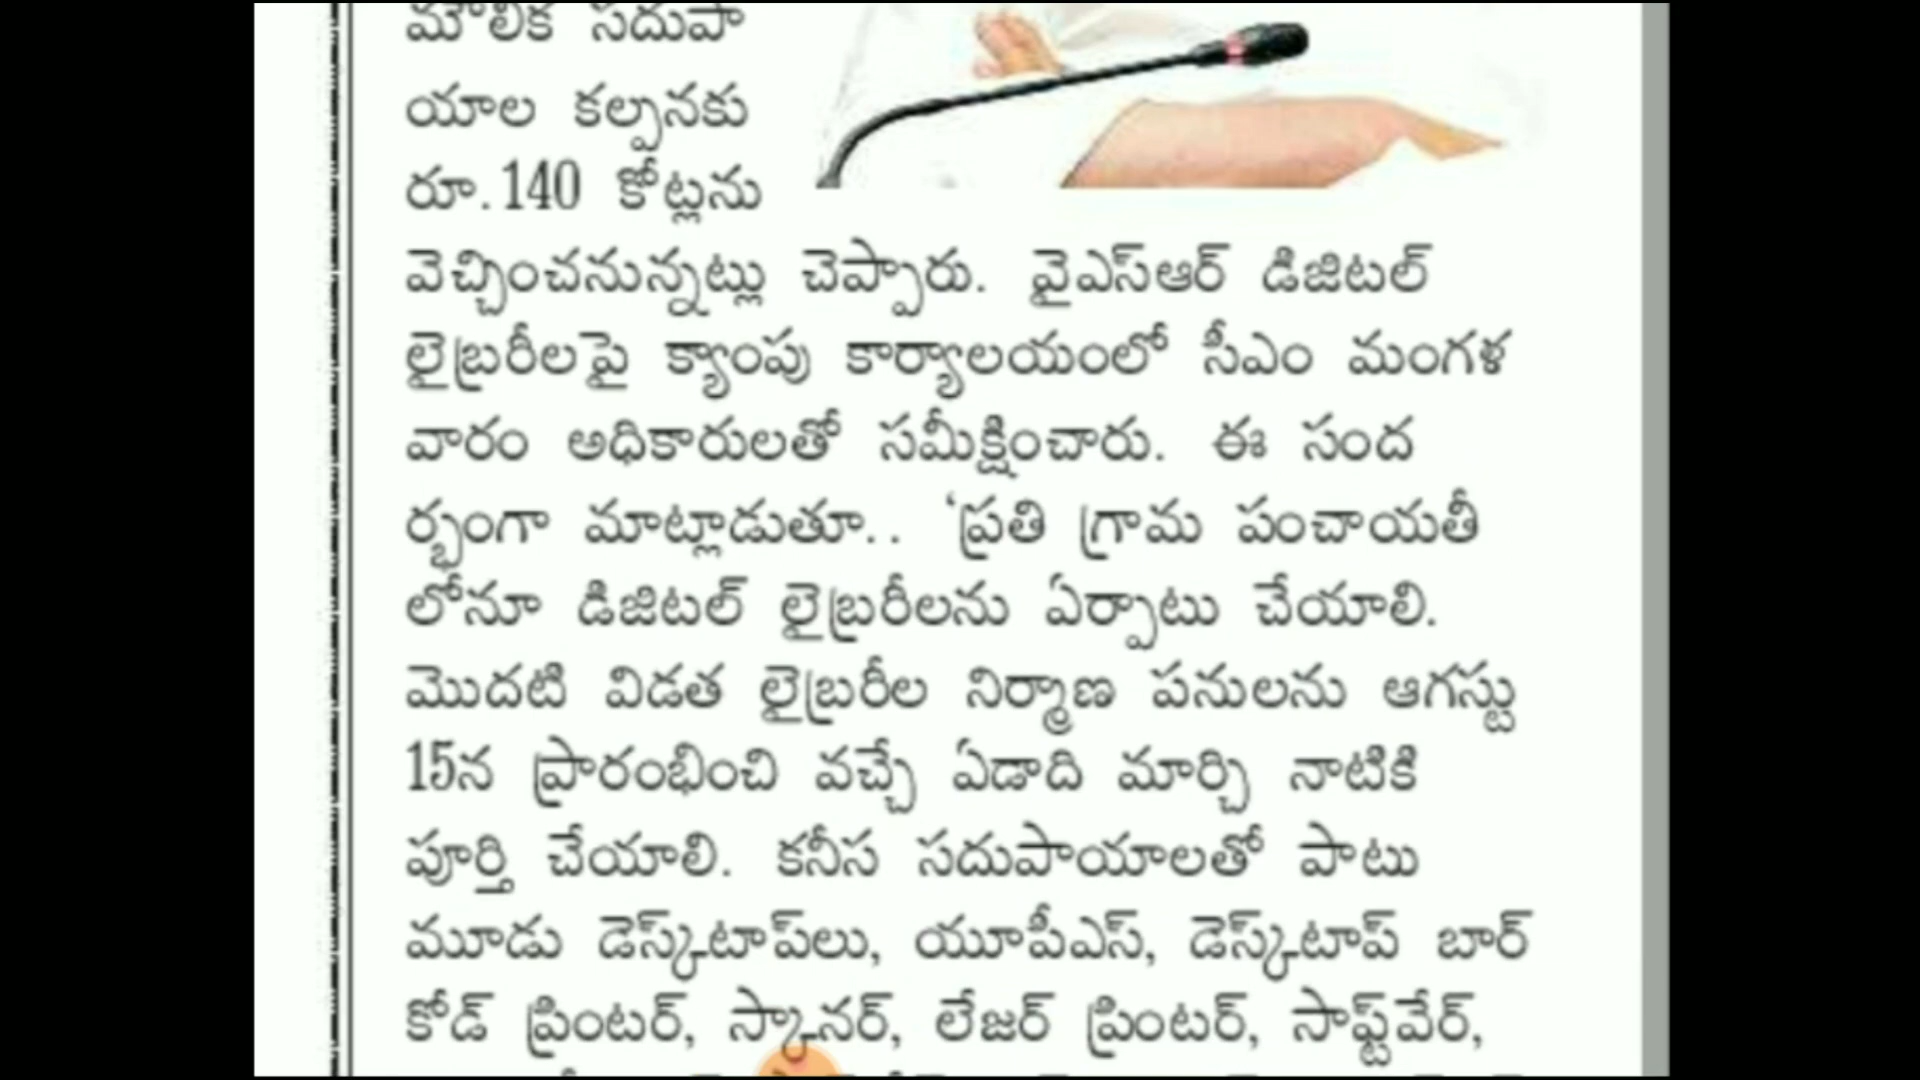 మౌలిక సదుపా
యాల కల్పనకు
రూ.140 కోట్లను
వెచ్చించనున్నట్లు చెప్పారు. వైఎస్ఆర్ డిజిటల్
లైబ్రరీలపై క్యాంపు కార్యాలయంలో సీఎం మంగళ
వారం అధికారులతో సమీక్షించారు. ఈ సంద
ర్భంగా మాట్లాడుతూ.. ‘ప్రతి గ్రామ పంచాయతీ
లోనూ డిజిటల్ లైబ్రరీలను ఏర్పాటు చేయాలి.
మొదటి విడత లైబ్రరీల నిర్మాణ పనులను ఆగస్టు
15న ప్రారంభించి వచ్చే ఏడాది మార్చి నాటికి
పూర్తి చేయాలి. కనీస సదుపాయాలతో పాటు
మూడు డెస్క్‌టాప్‌లు, యూపీఎస్, డెస్క్‌టాప్ బార్
కోడ్ ప్రింటర్, స్కానర్, లేజర్ ప్రింటర్, సాఫ్ట్‌వేర్,